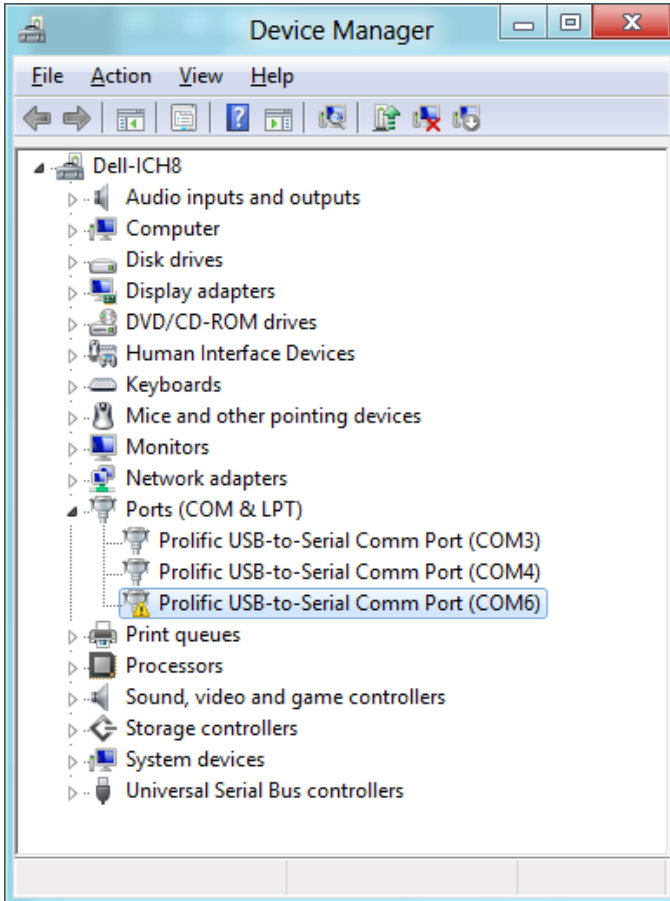 Device Manager
File Action View Help
Dell-ICH8
Audio inputs and outputs
Computer
Disk drives
Display adapters
DVD/CD-ROM drives
Human Interface Devices
Keyboards
Mice and other pointing devices
Monitors
Network adapters
Ports (COM & LPT)
Prolific USB-to-Serial Comm Port (COM3)
Prolific USB-to-Serial Comm Port (COM4)
Prolific USB-to-Serial Comm Port (COM6)
Print queues
Processors
Sound, video and game controllers
Storage controllers
System devices
Universal Serial Bus controllers